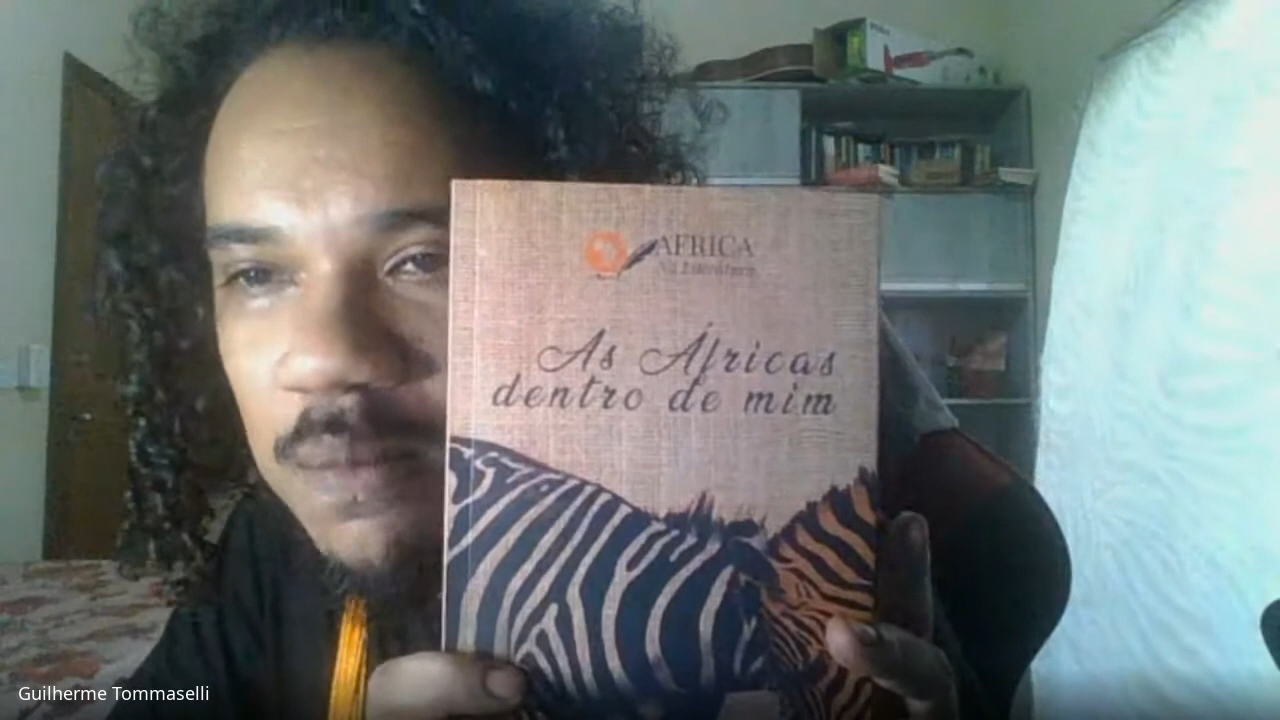 AFRICA
Na Literatura
As Áfricas
dentro de mim
Guilherme Tommaselli